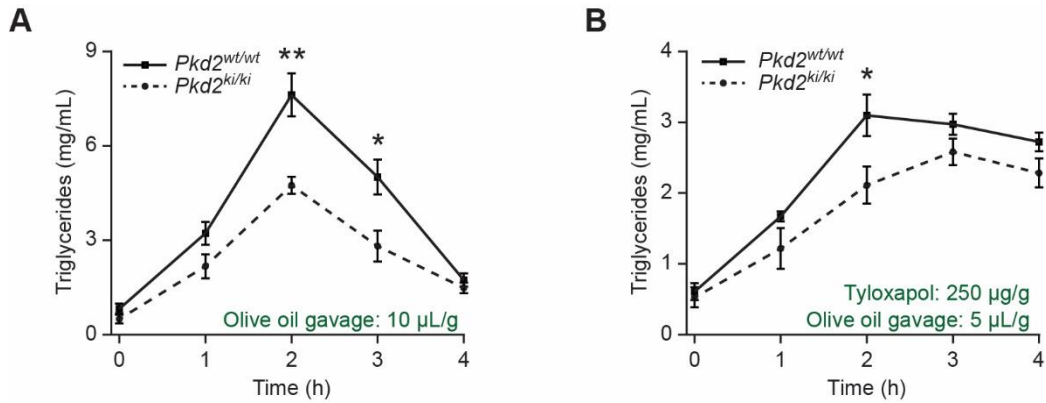 A
Triglycerides (mg/mL)
9
6
3
0
Pkd2wt/wt
Pkd2ki/ki
**
*
Olive oil gavage: 10 µL/g
0 1 2 3 4
Time (h)
B
Triglycerides (mg/mL)
4
3
2
1
0
Pkd2wt/wt
Pkd2ki/ki
*
Tyloxapol: 250 µg/g
Olive oil gavage: 5 µL/g
0 1 2 3 4
Time (h)